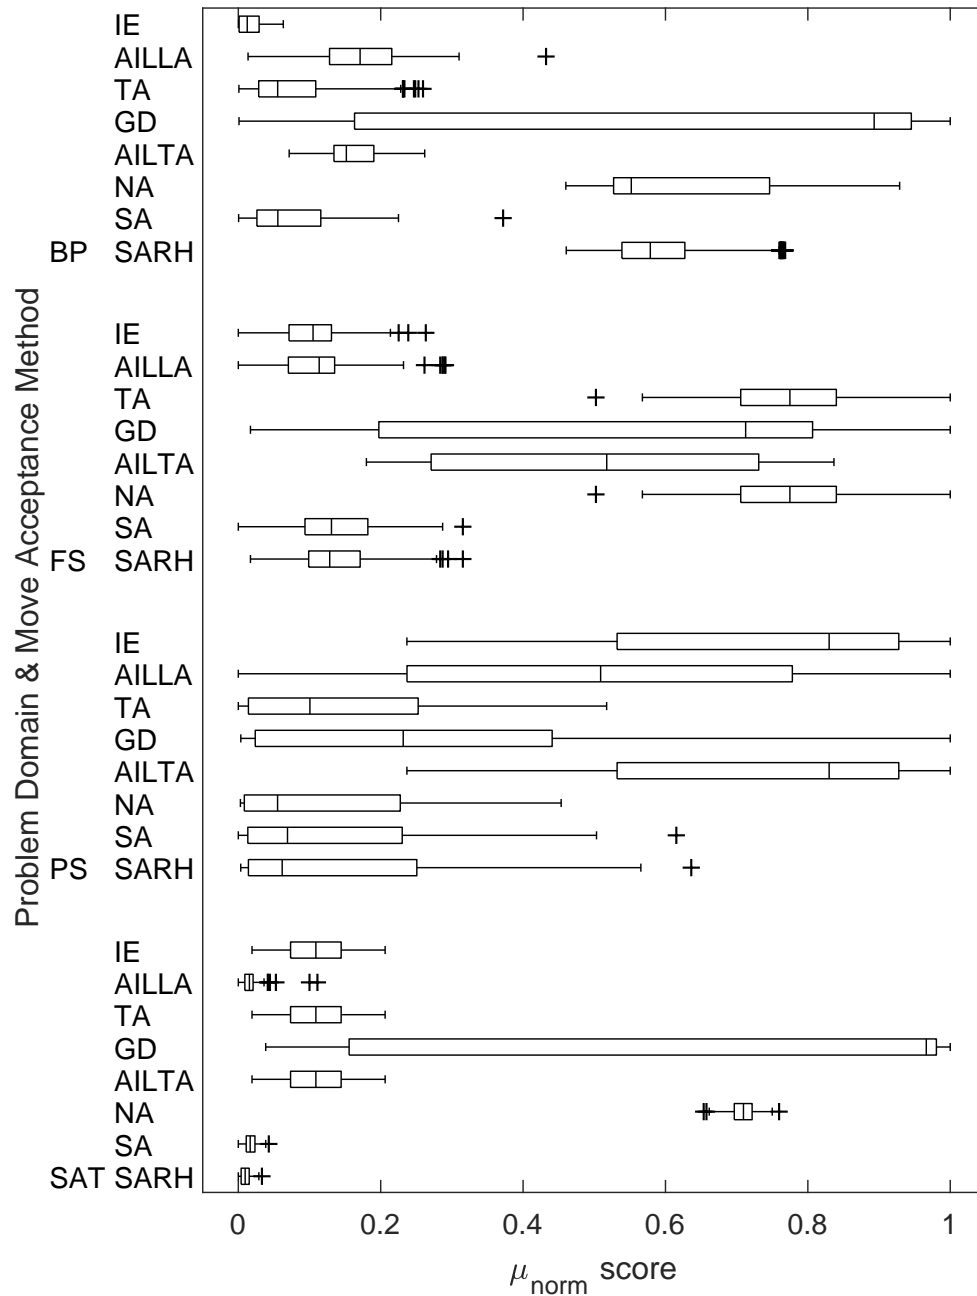 Problem Domain & Move Acceptance Method
IE
AILLA
TA
GD
AILTA
NA
SA
BP SARH
IE
AILLA
TA
GD
AILTA
NA
SA
FS SARH
IE
AILLA
TA
GD
AILTA
NA
SA
PS SARH
IE
AILLA
TA
GD
AILTA
NA
SA
SAT SARH
0 0.2 0.4 0.6 0.8 1
μnorm score